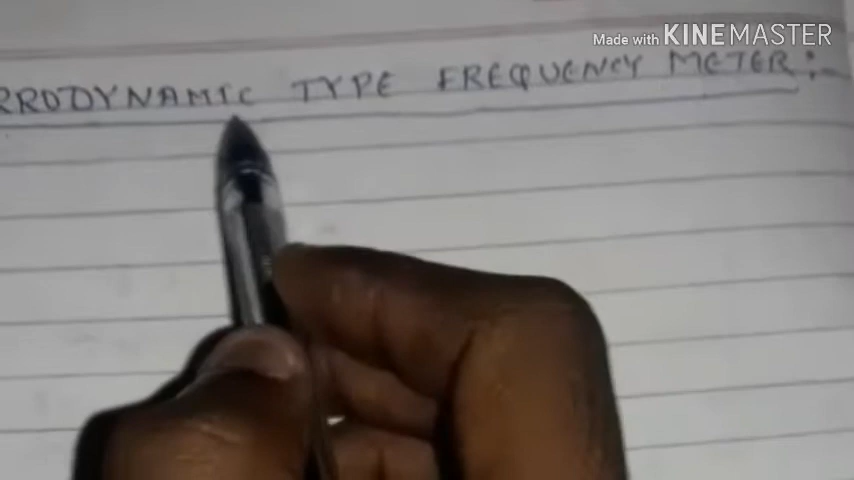 Made with KINEMASTER
RRODYNAMIC TYPE FREQUENCY METER :-